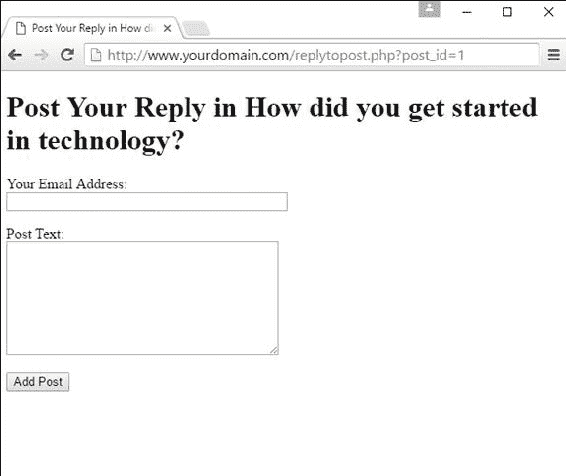 Post Your Reply in How did
http://www.yourdomain.com/replytopost.php?post_id=1
Post Your Reply in How did you get started
in technology?
Your Email Address:
Post Text:
Add Post